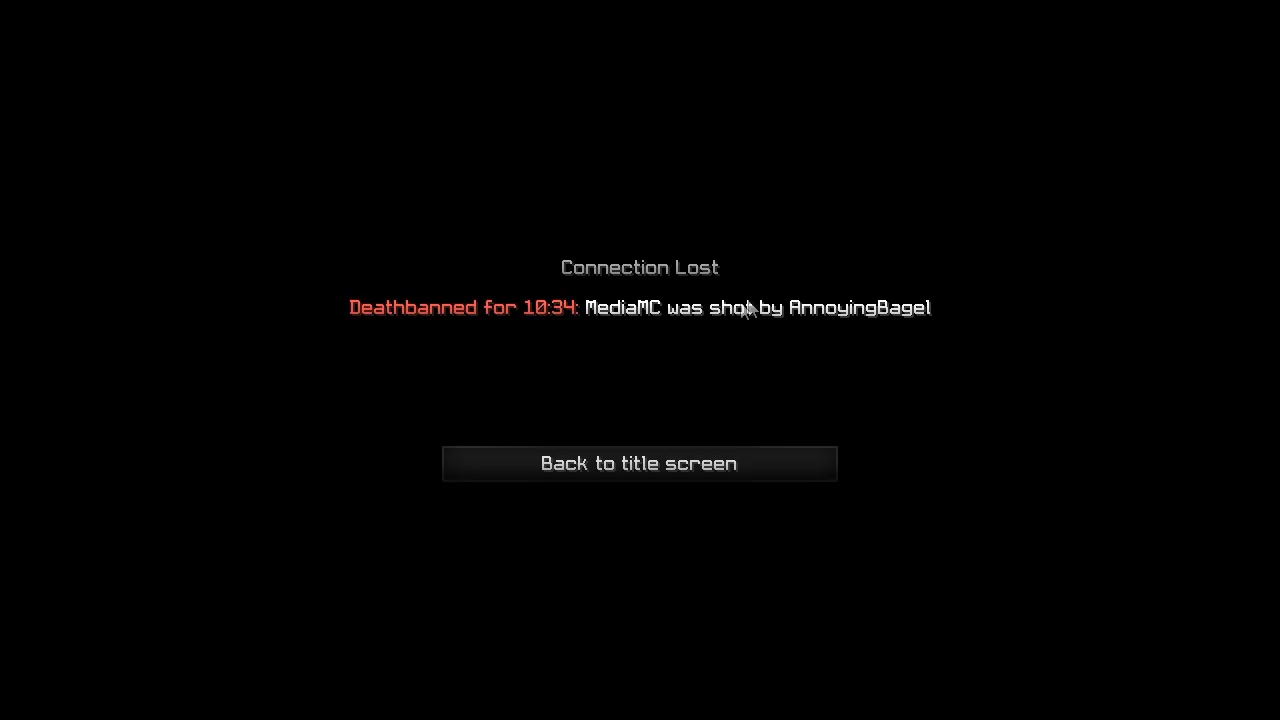 Connection Lost
Deathbanned for 10:34: MediaMC was shot by AnnoyingBagel
Back to title screen